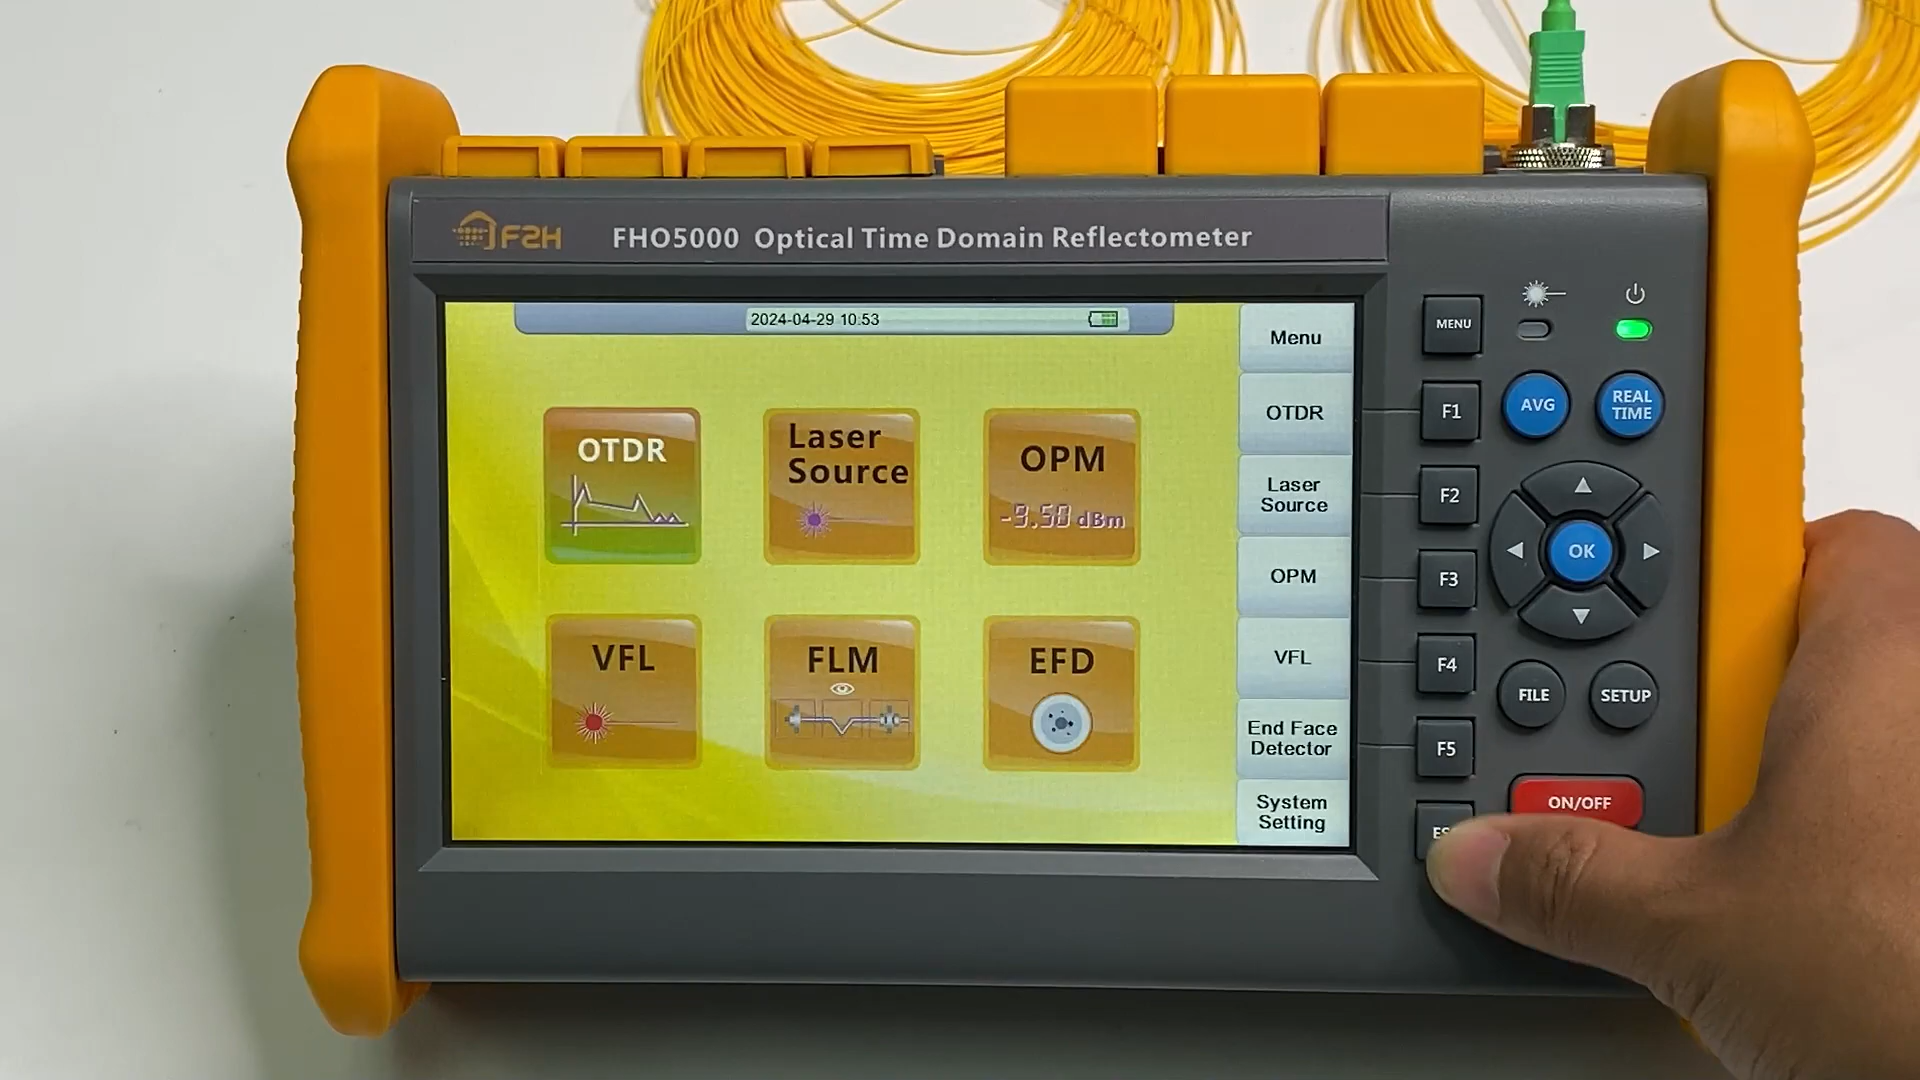 F2H
FHO5000 Optical Time Domain Reflectometer
2024-04-29 10:53
OTDR
Laser
Source
OPM
-9.50 dBm
VFL
FLM
EFD
Menu
OTDR
Laser
Source
OPM
VFL
End Face
Detector
System
Setting
MENU
F1
F2
F3
F4
F5
AVG
REAL
TIME
OK
FILE
SETUP
ON/OFF